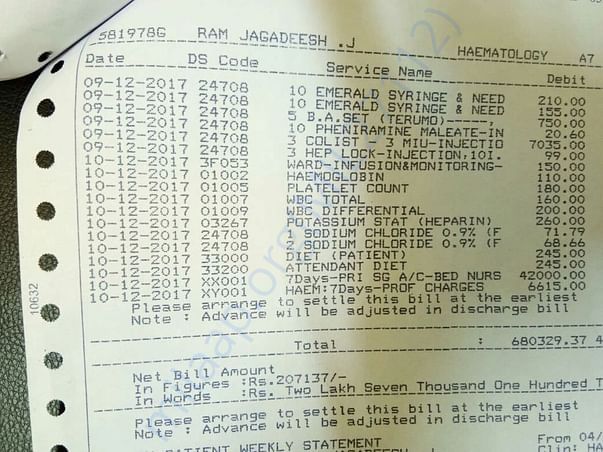 581978G RAM JAGADEESH .J HAEMATOLOGY A7
Date DS Code Service Name Debit
09-12-2017 24708 10 EMERALD SYRINGE & NEED 210.00
09-12-2017 24708 10 EMERALD SYRINGE & NEED 155.00
09-12-2017 24708 5 B.A.SET (TERUMO)-----, 750.00
09-12-2017 24708 10 PHENIRAMINE MALEATE-IN 20.60
09-12-2017 24708 3 COLIST - 3 MIU-INJECTIO 7035.00
09-12-2017 24708 3 HEP LOCK-INJECTION,10I. 99.00
10-12-2017 3F053 WARD-INFUSION&MONITORING- 150.00
10-12-2017 01002 HAEMOGLOBIN 110.00
10-12-2017 01005 PLATELET COUNT 180.00
10-12-2017 01007 WBC TOTAL 160.00
10-12-2017 01009 WBC DIFFERENTIAL 200.00
10-12-2017 03267 POTASSIUM STAT (HEPARIN) 260.00
10-12-2017 24708 1 SODIUM CHLORIDE 0.9% (F 71.79
10-12-2017 24708 2 SODIUM CHLORIDE 0.9% (F 68.66
10-12-2017 33000 DIET (PATIENT) 245.00
10-12-2017 33200 ATTENDANT DIET 245.00
10-12-2017 XX001 7Days-PRI SG A/C-BED NURS 42000.00
10-12-2017 XY001 HAEM:7Days-PROF CHARGES 6615.00
Please arrange to settle this bill at the earliest
Note : Advance will be adjusted in discharge bill
Total : 680329.37 4
Net Bill Amount
In Figures :Rs.207137/-
In Words :Rs. Two Lakh Seven Thousand One Hundred T
Please arrange to settle this bill at the earliest
Note : Advance will be adjusted in discharge bill
PATIENT WEEKLY STATEMENT From 04/
JAGADEESH Clin: HA
10632